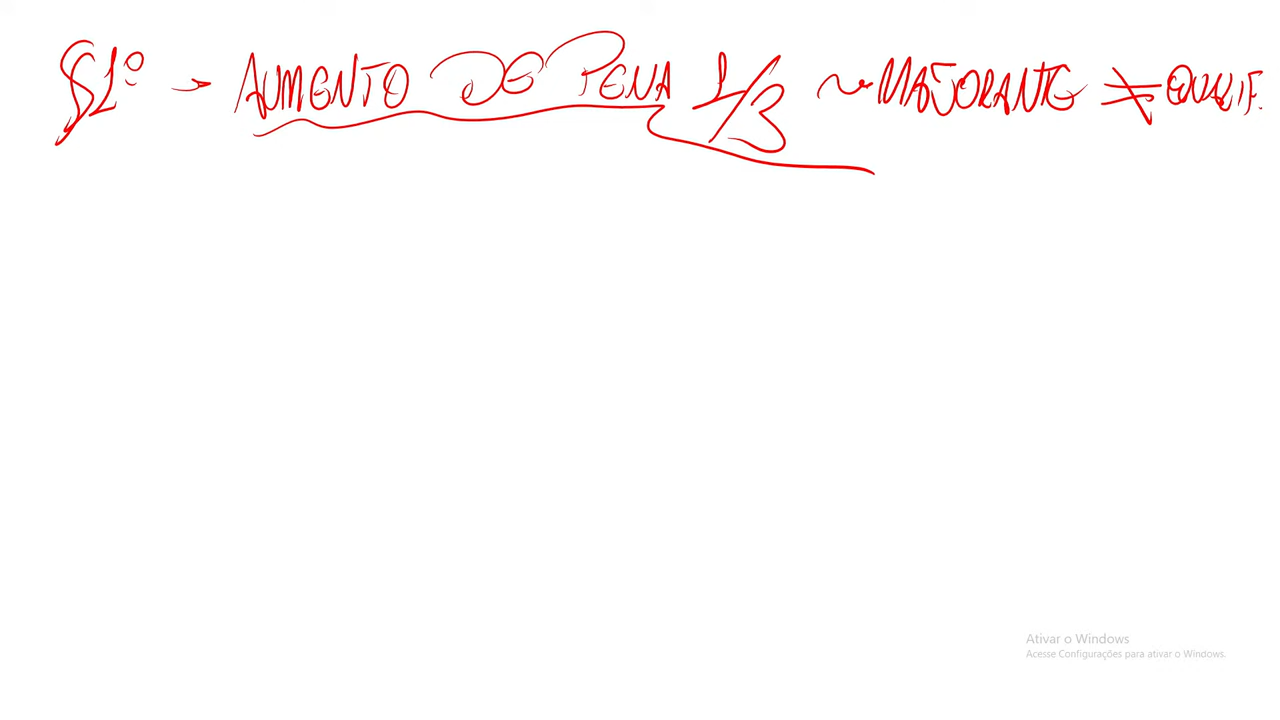 §1º → AUMENTO DE PENA 1/3 ~ MAJORANTE ≠ QUALIF.
Ativar o Windows
Acesse Configurações para ativar o Windows.